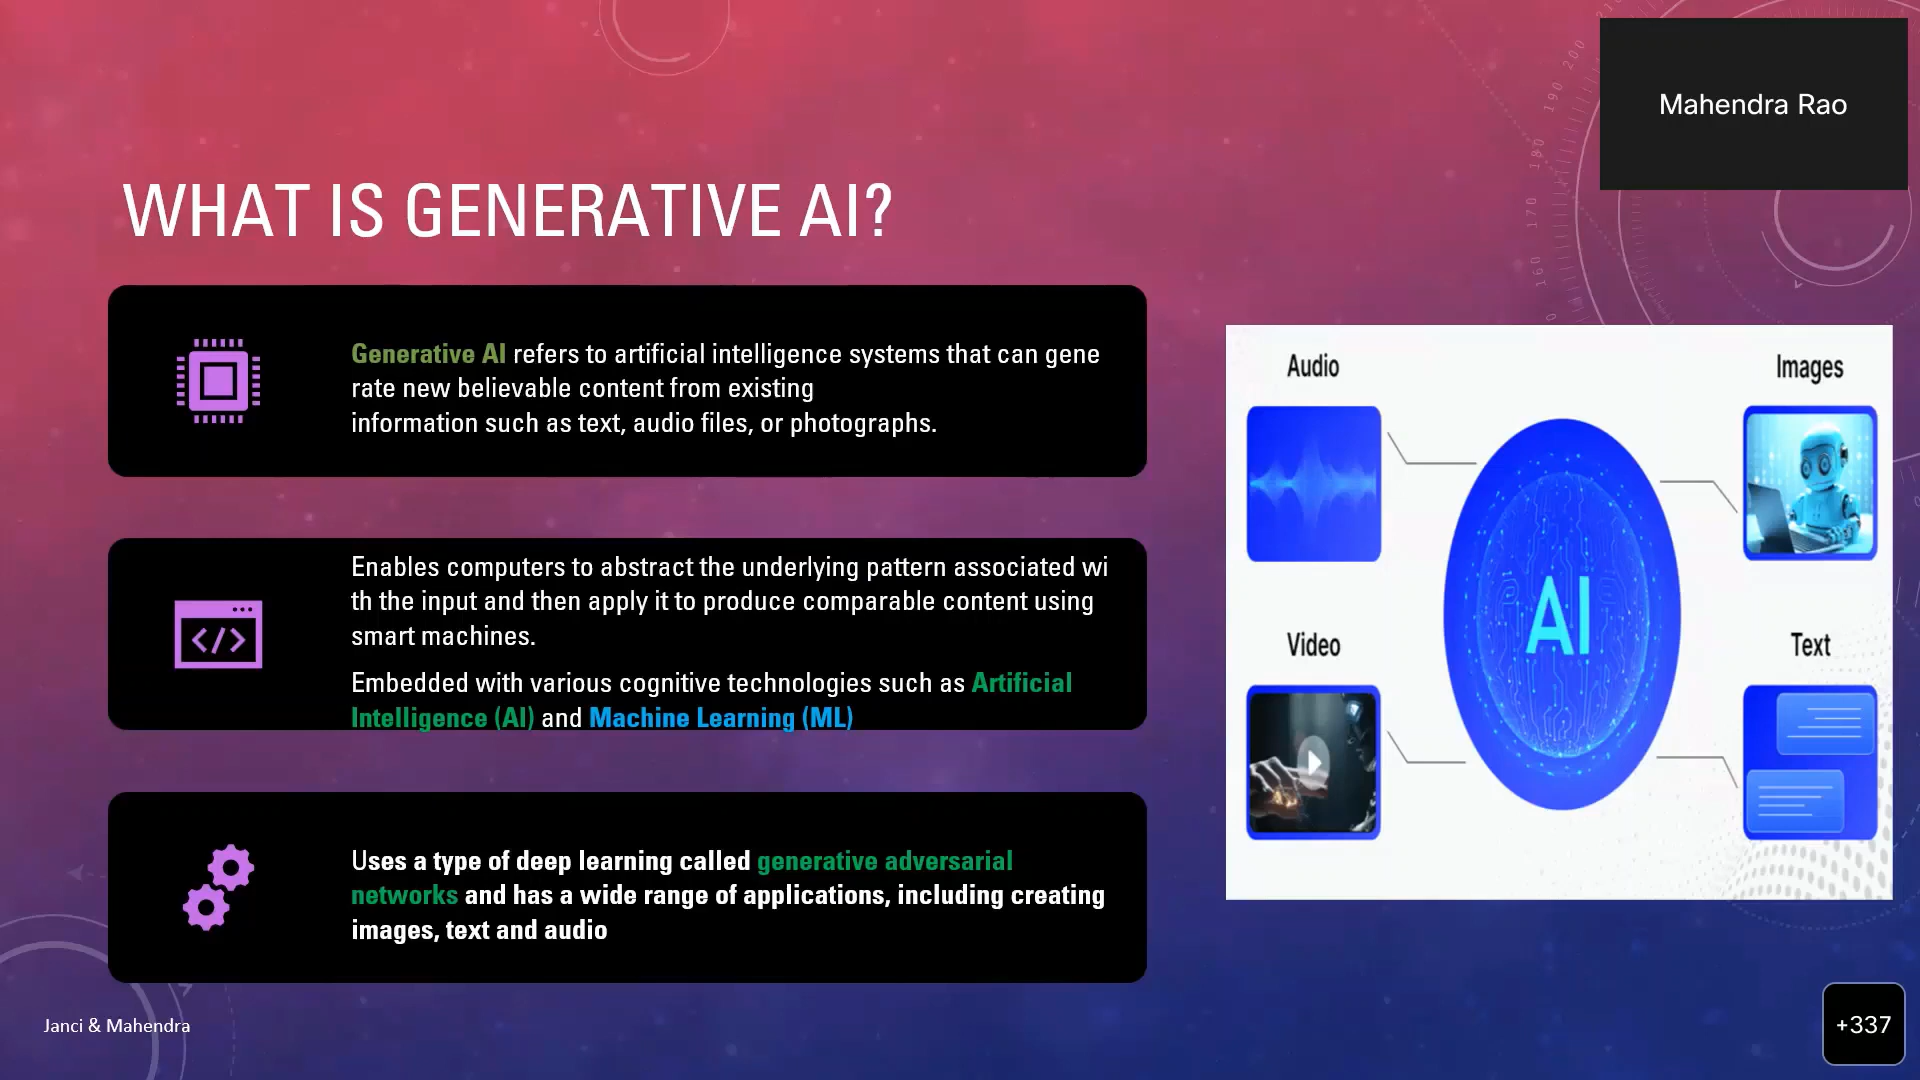 Mahendra Rao
WHAT IS GENERATIVE AI?
Generative AI refers to artificial intelligence systems that can gene
rate new believable content from existing
information such as text, audio files, or photographs.
Enables computers to abstract the underlying pattern associated wi
th the input and then apply it to produce comparable content using
smart machines.
Embedded with various cognitive technologies such as Artificial
Intelligence (AI) and Machine Learning (ML)
Uses a type of deep learning called generative adversarial
networks and has a wide range of applications, including creating
images, text and audio
Audio
Images
AI
Video
Text
200
190
180
170
160
Janci & Mahendra
+337